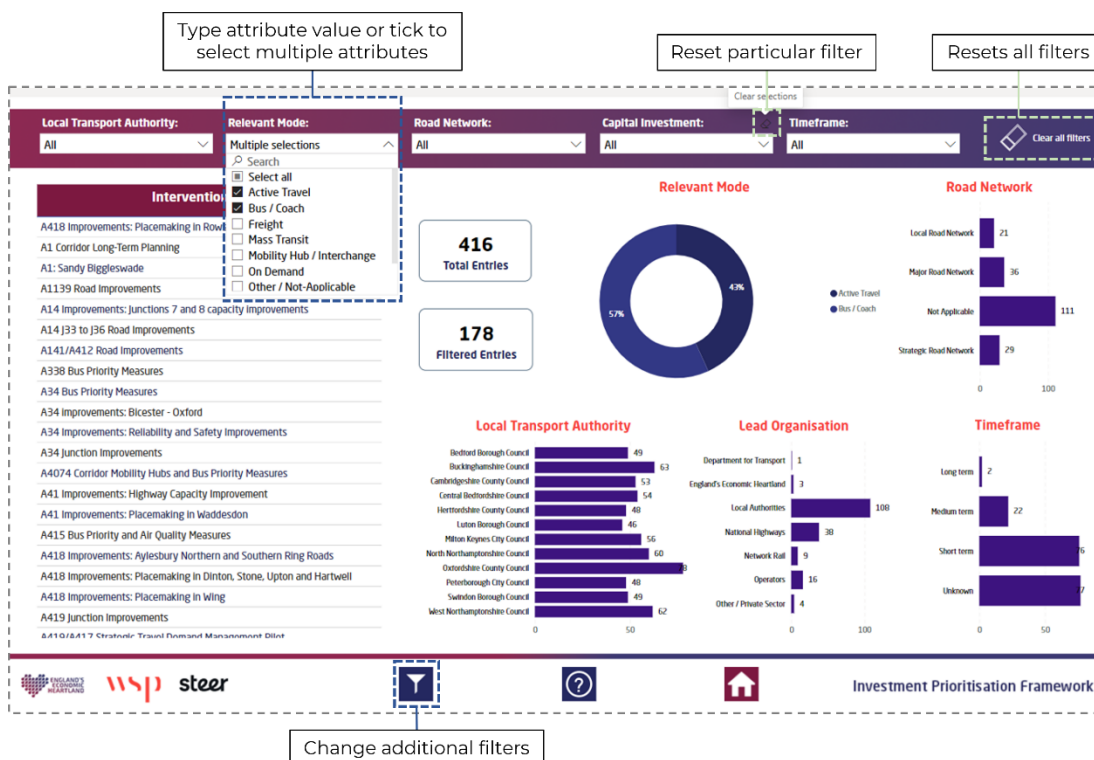 Type attribute value or tick to
select multiple attributes
Reset particular filter
Resets all filters
Clear selections
Local Transport Authority:
Relevant Mode:
Road Network:
Capital Investment:
Timeframe:
All
Multiple selections
All
All
All
Clear all filters
Search
Select all
Active Travel
Bus / Coach
Freight
Mass Transit
Mobility Hub / Interchange
On Demand
Other / Not-Applicable
Intervention
A418 Improvements: Placemaking in Row
A1 Corridor Long-Term Planning
A1: Sandy Biggleswade
A1139 Road Improvements
A14 Improvements: Junctions 7 and 8 capacity improvements
A14 J33 to J36 Road Improvements
A141/A412 Road Improvements
A338 Bus Priority Measures
A34 Bus Priority Measures
A34 Improvements: Bicester - Oxford
A34 Improvements: Reliability and Safety Improvements
A34 Junction Improvements
A4074 Corridor Mobility Hubs and Bus Priority Measures
A41 Improvements: Highway Capacity Improvement
A41 Improvements: Placemaking in Waddesdon
A415 Bus Priority and Air Quality Measures
A418 Improvements: Aylesbury Northern and Southern Ring Roads
A418 Improvements: Placemaking in Dinton, Stone, Upton and Hartwell
A418 Improvements: Placemaking in Wing
A419 Junction Improvements
A419/A417 Strategic Travel Demand Management Pilot
416
Total Entries
178
Filtered Entries
Relevant Mode
43%
57%
Active Travel
Bus / Coach
Road Network
Local Road Network 21
Major Road Network 36
Not Applicable 111
Strategic Road Network 29
0 100
Local Transport Authority
Bedford Borough Council 49
Buckinghamshire Council 63
Cambridgeshire County Council 53
Central Bedfordshire Council 54
Hertfordshire County Council 48
Luton Borough Council 46
Milton Keynes City Council 56
North Northamptonshire Council 60
Oxfordshire County Council 78
Peterborough City Council 48
Swindon Borough Council 49
West Northamptonshire Council 62
0 50
Lead Organisation
Department for Transport 1
England's Economic Heartland 3
Local Authorities 108
National Highways 38
Network Rail 9
Operators 16
Other / Private Sector 4
0 100
Timeframe
Long term 2
Medium term 22
Short term 76
Unknown 77
0 50
ENGLAND'S
ECONOMIC
HEARTLAND
wsp
steer
?
Investment Prioritisation Framework
Change additional filters